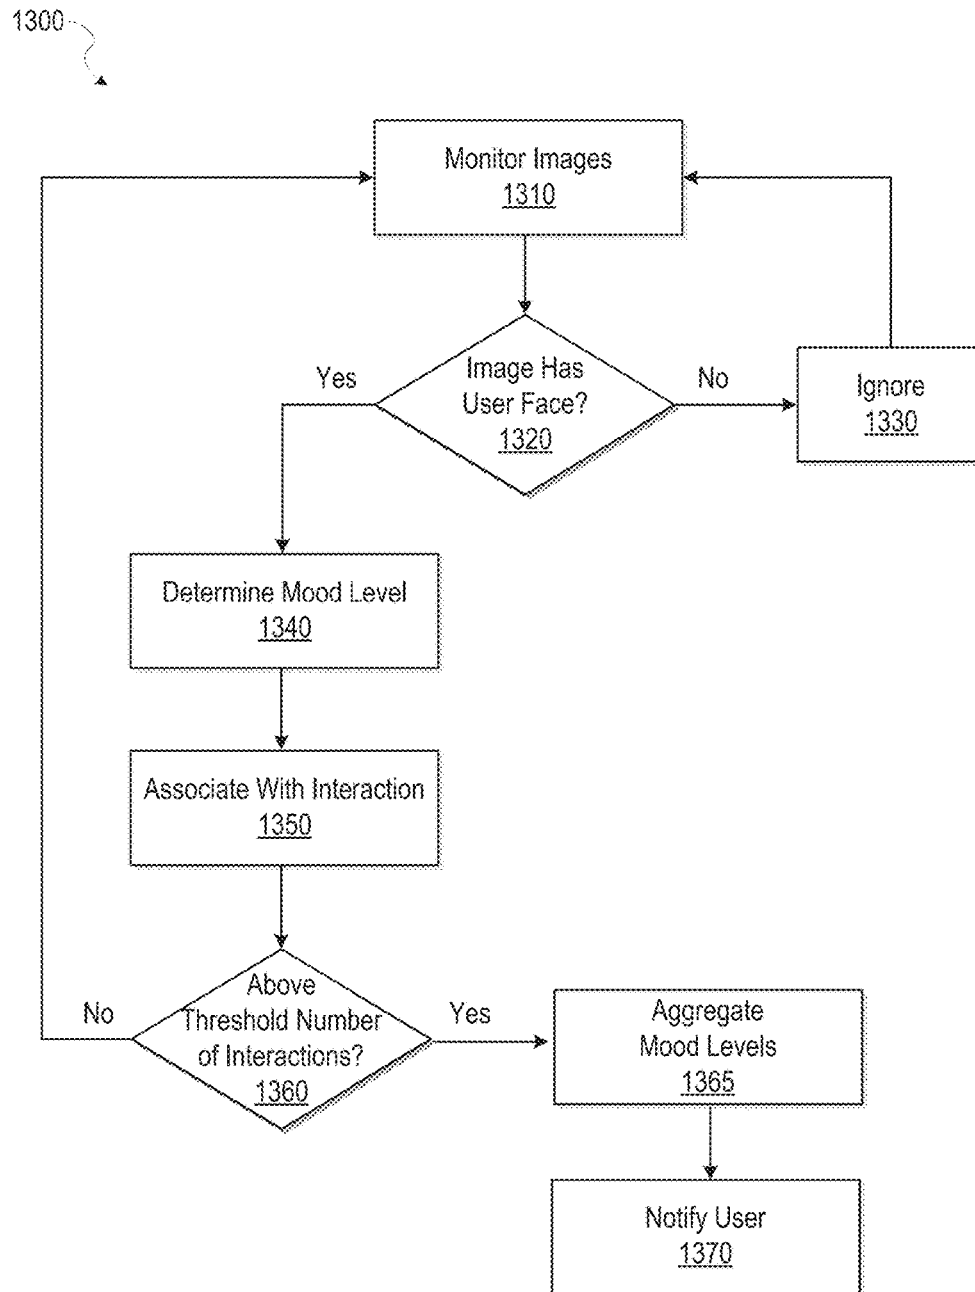 1300
Monitor Images
1310
Image Has
User Face?
1320
Yes
No
Ignore
1330
Determine Mood Level
1340
Associate With Interaction
1350
Above
Threshold Number
of Interactions?
1360
No
Yes
Aggregate
Mood Levels
1365
Notify User
1370